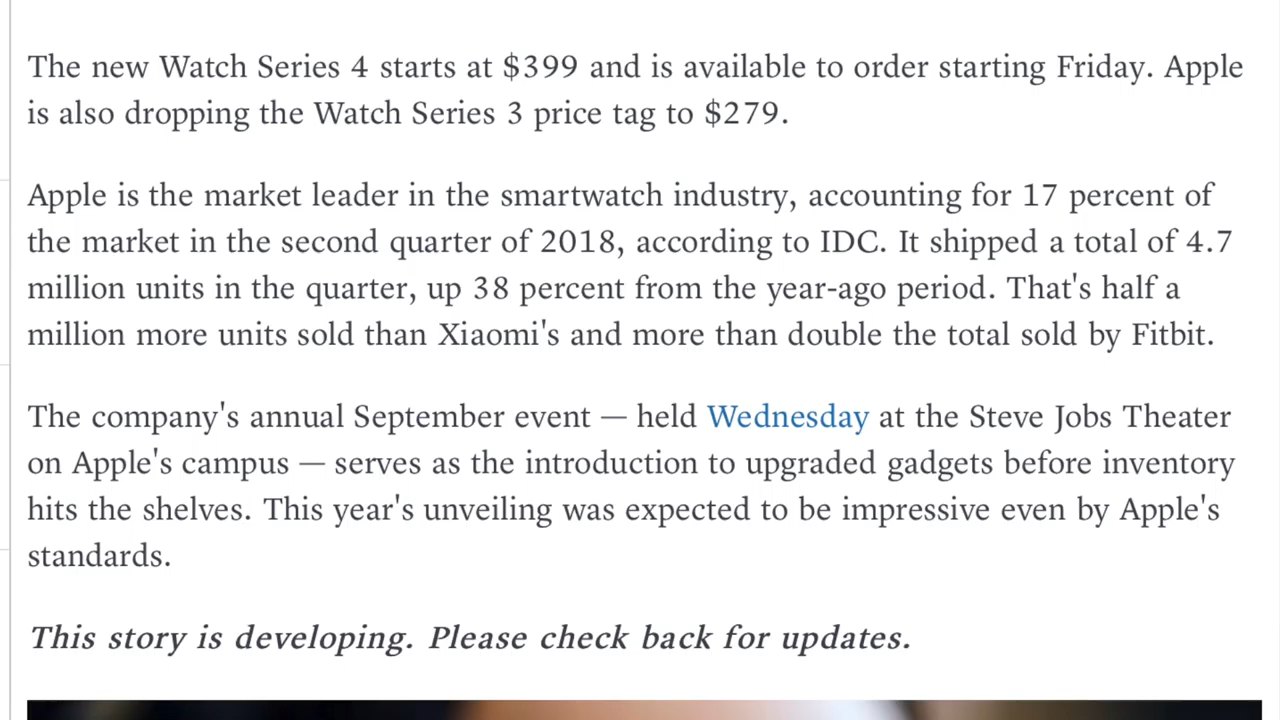 The new Watch Series 4 starts at $399 and is available to order starting Friday. Apple
is also dropping the Watch Series 3 price tag to $279.
Apple is the market leader in the smartwatch industry, accounting for 17 percent of
the market in the second quarter of 2018, according to IDC. It shipped a total of 4.7
million units in the quarter, up 38 percent from the year-ago period. That's half a
million more units sold than Xiaomi's and more than double the total sold by Fitbit.
The company's annual September event — held Wednesday at the Steve Jobs Theater
on Apple's campus — serves as the introduction to upgraded gadgets before inventory
hits the shelves. This year's unveiling was expected to be impressive even by Apple's
standards.
This story is developing. Please check back for updates.